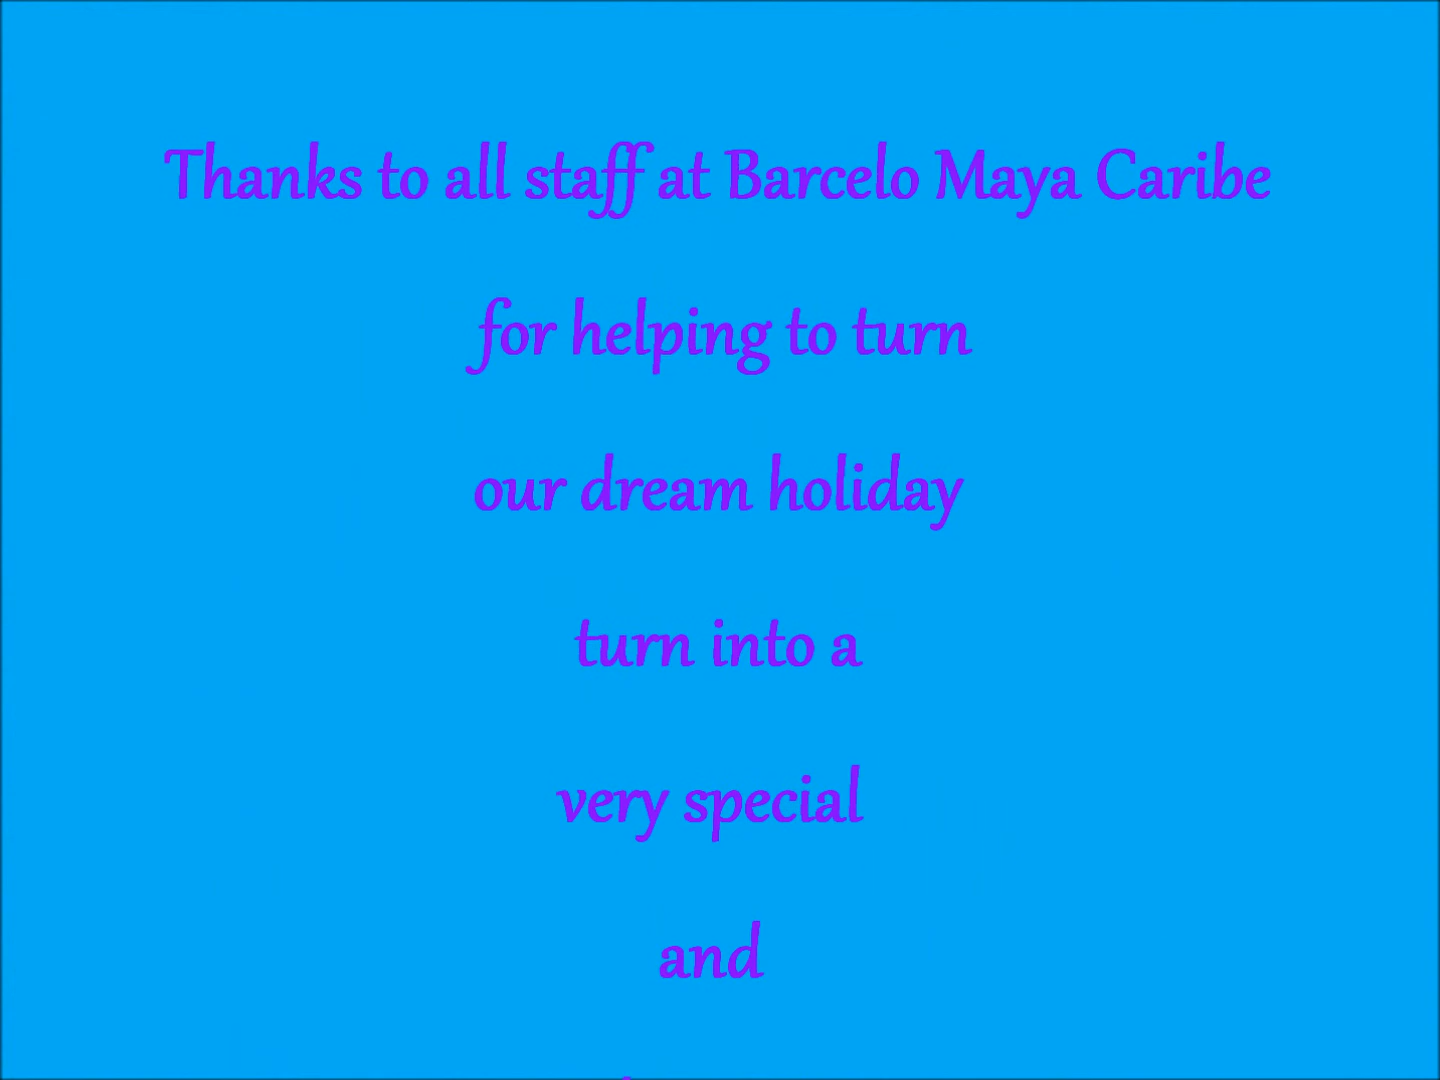 Thanks to all staff at Barcelo Maya Caribe
for helping to turn
our dream holiday
turn into a
very special
and